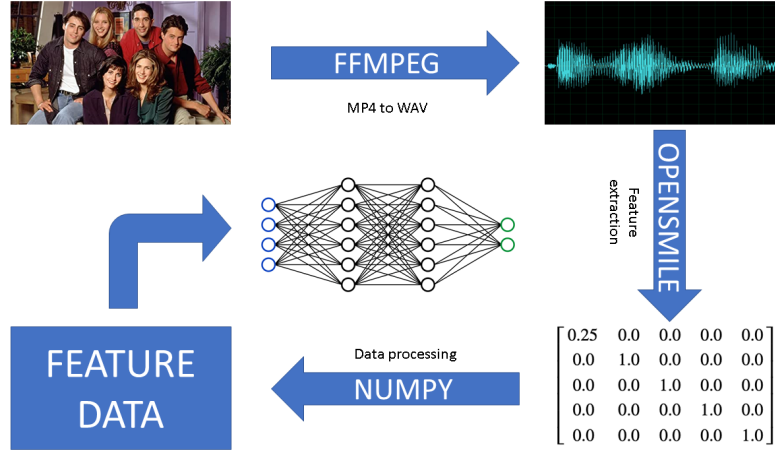 FFMPEG
MP4 to WAV
OPENSMILE
Feature
extraction
0.25 0.0 0.0 0.0 0.0
0.0 1.0 0.0 0.0 0.0
0.0 0.0 1.0 0.0 0.0
0.0 0.0 0.0 1.0 0.0
0.0 0.0 0.0 0.0 1.0
Data processing
NUMPY
FEATURE
DATA